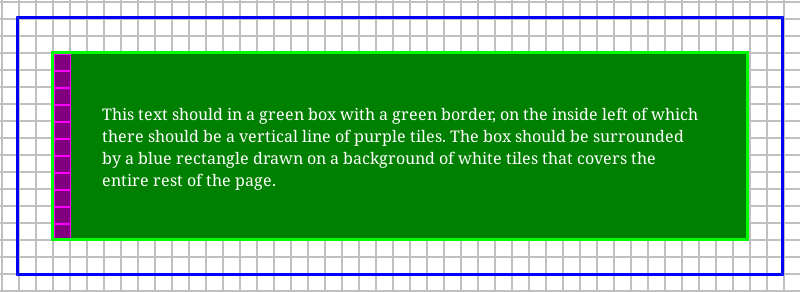 This text should in a green box with a green border, on the inside left of which
there should be a vertical line of purple tiles. The box should be surrounded
by a blue rectangle drawn on a background of white tiles that covers the
entire rest of the page.